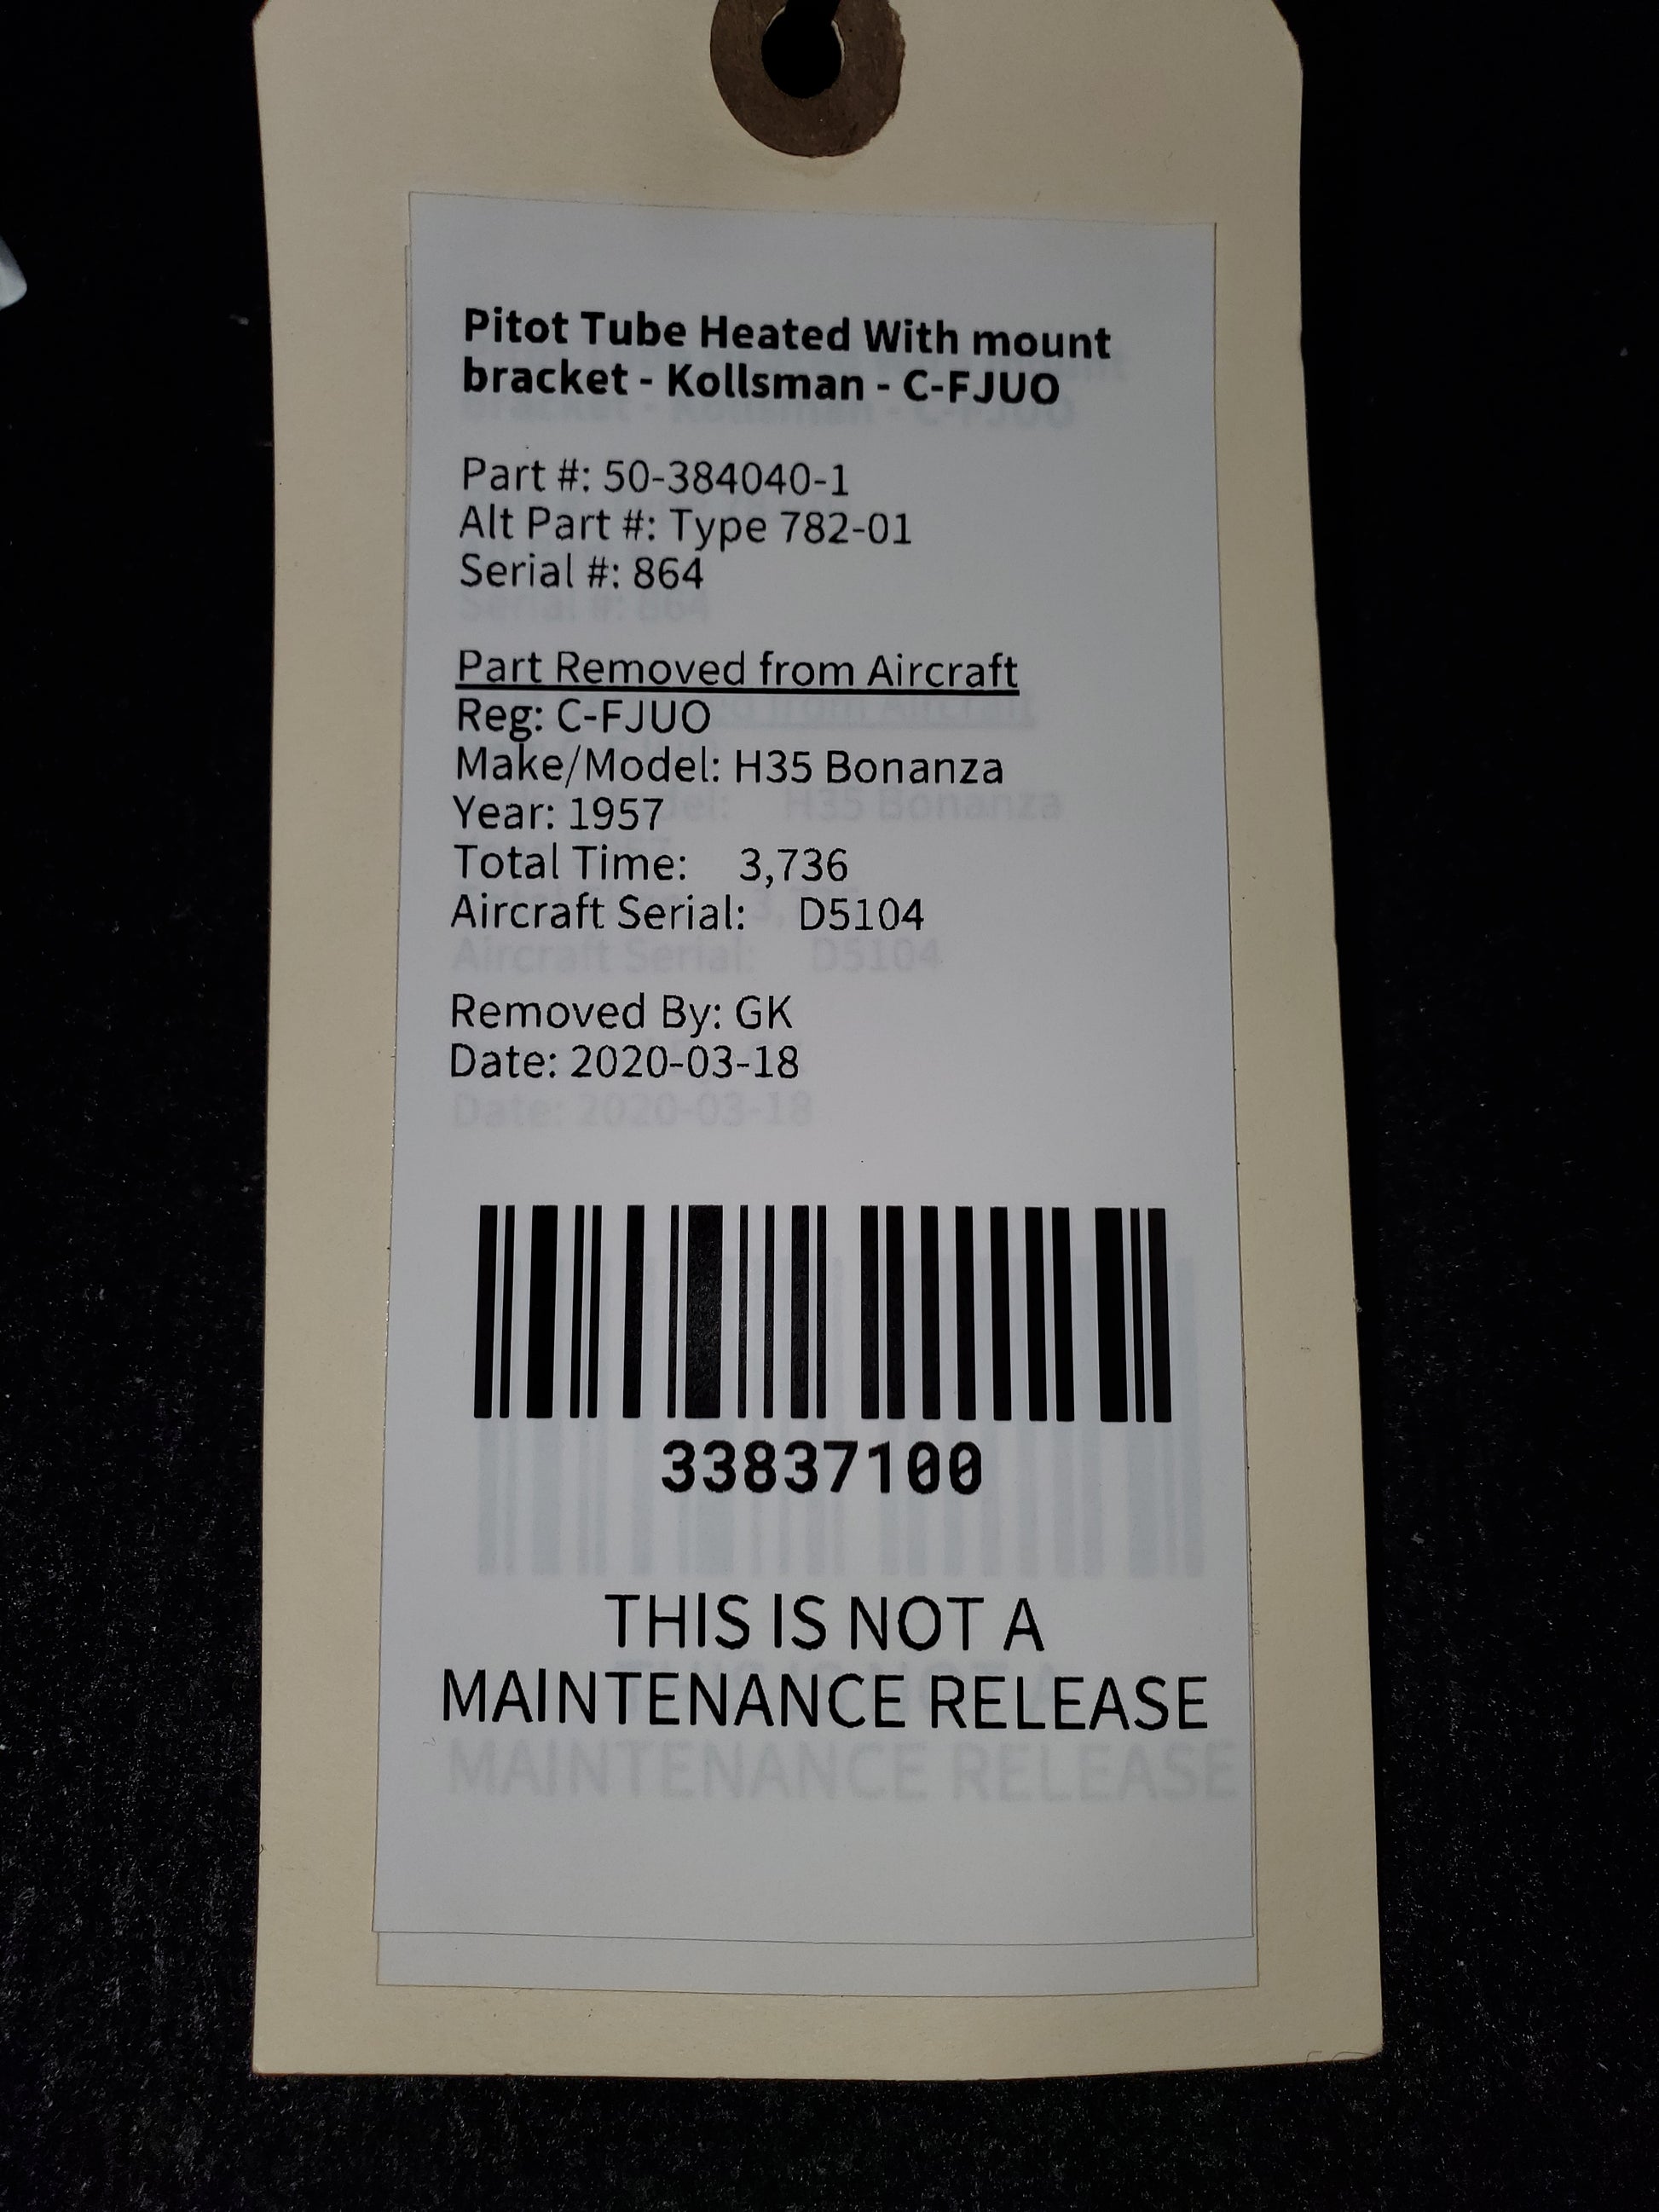 Pitot Tube Heated With mount
bracket - Kollsman - C-FJUO
Part #: 50-384040-1
Alt Part #: Type 782-01
Serial #: 864
Part Removed from Aircraft
Reg: C-FJUO
Make/Model: H35 Bonanza
Year: 1957
Total Time: 3,736
Aircraft Serial: D5104
Removed By: GK
Date: 2020-03-18
33837100
THIS IS NOT A
MAINTENANCE RELEASE